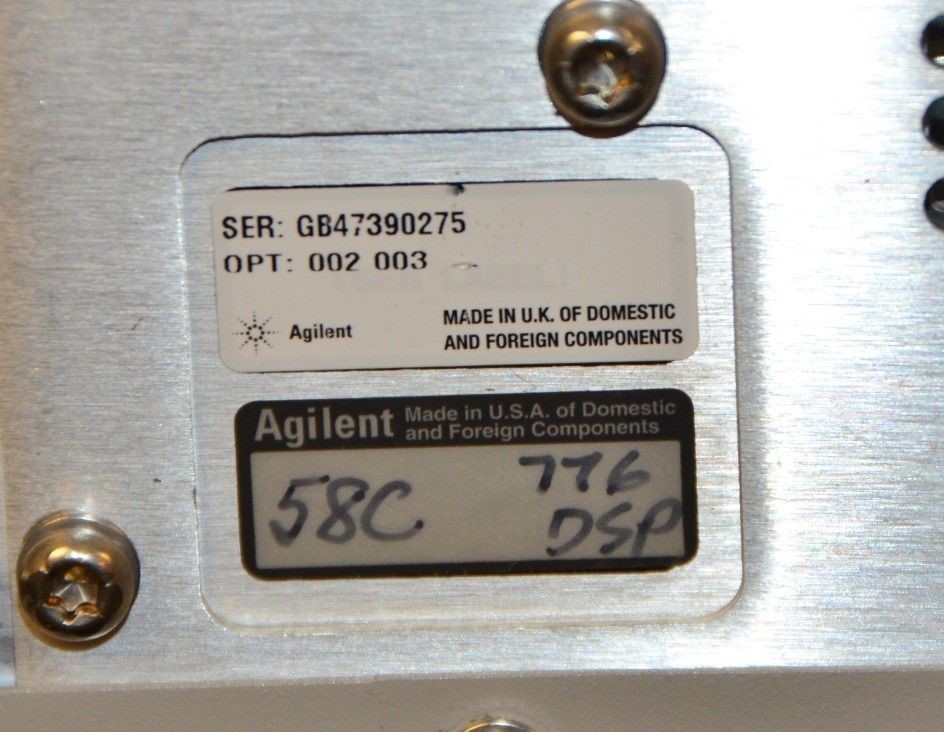 SER: GB47390275
OPT: 002 003
Agilent
MADE IN U.K. OF DOMESTIC
AND FOREIGN COMPONENTS
Agilent Made in U.S.A. of Domestic
and Foreign Components
58C 776
DSP